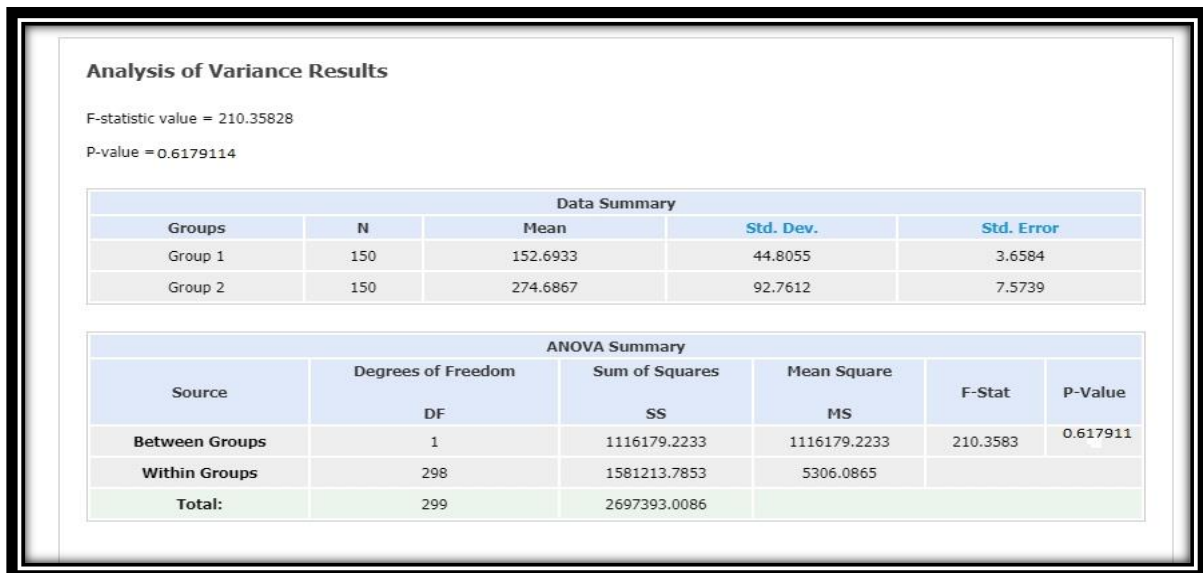 Analysis of Variance Results
F-statistic value = 210.35828
P-value = 0.6179114
Data Summary
Groups N Mean Std. Dev. Std. Error
Group 1 150 152.6933 44.8055 3.6584
Group 2 150 274.6867 92.7612 7.5739
ANOVA Summary
Source Degrees of Freedom Sum of Squares Mean Square F-Stat P-Value
DF SS MS
Between Groups 1 1116179.2233 1116179.2233 210.3583 0.617911
Within Groups 298 1581213.7853 5306.0865
Total: 299 2697393.0086